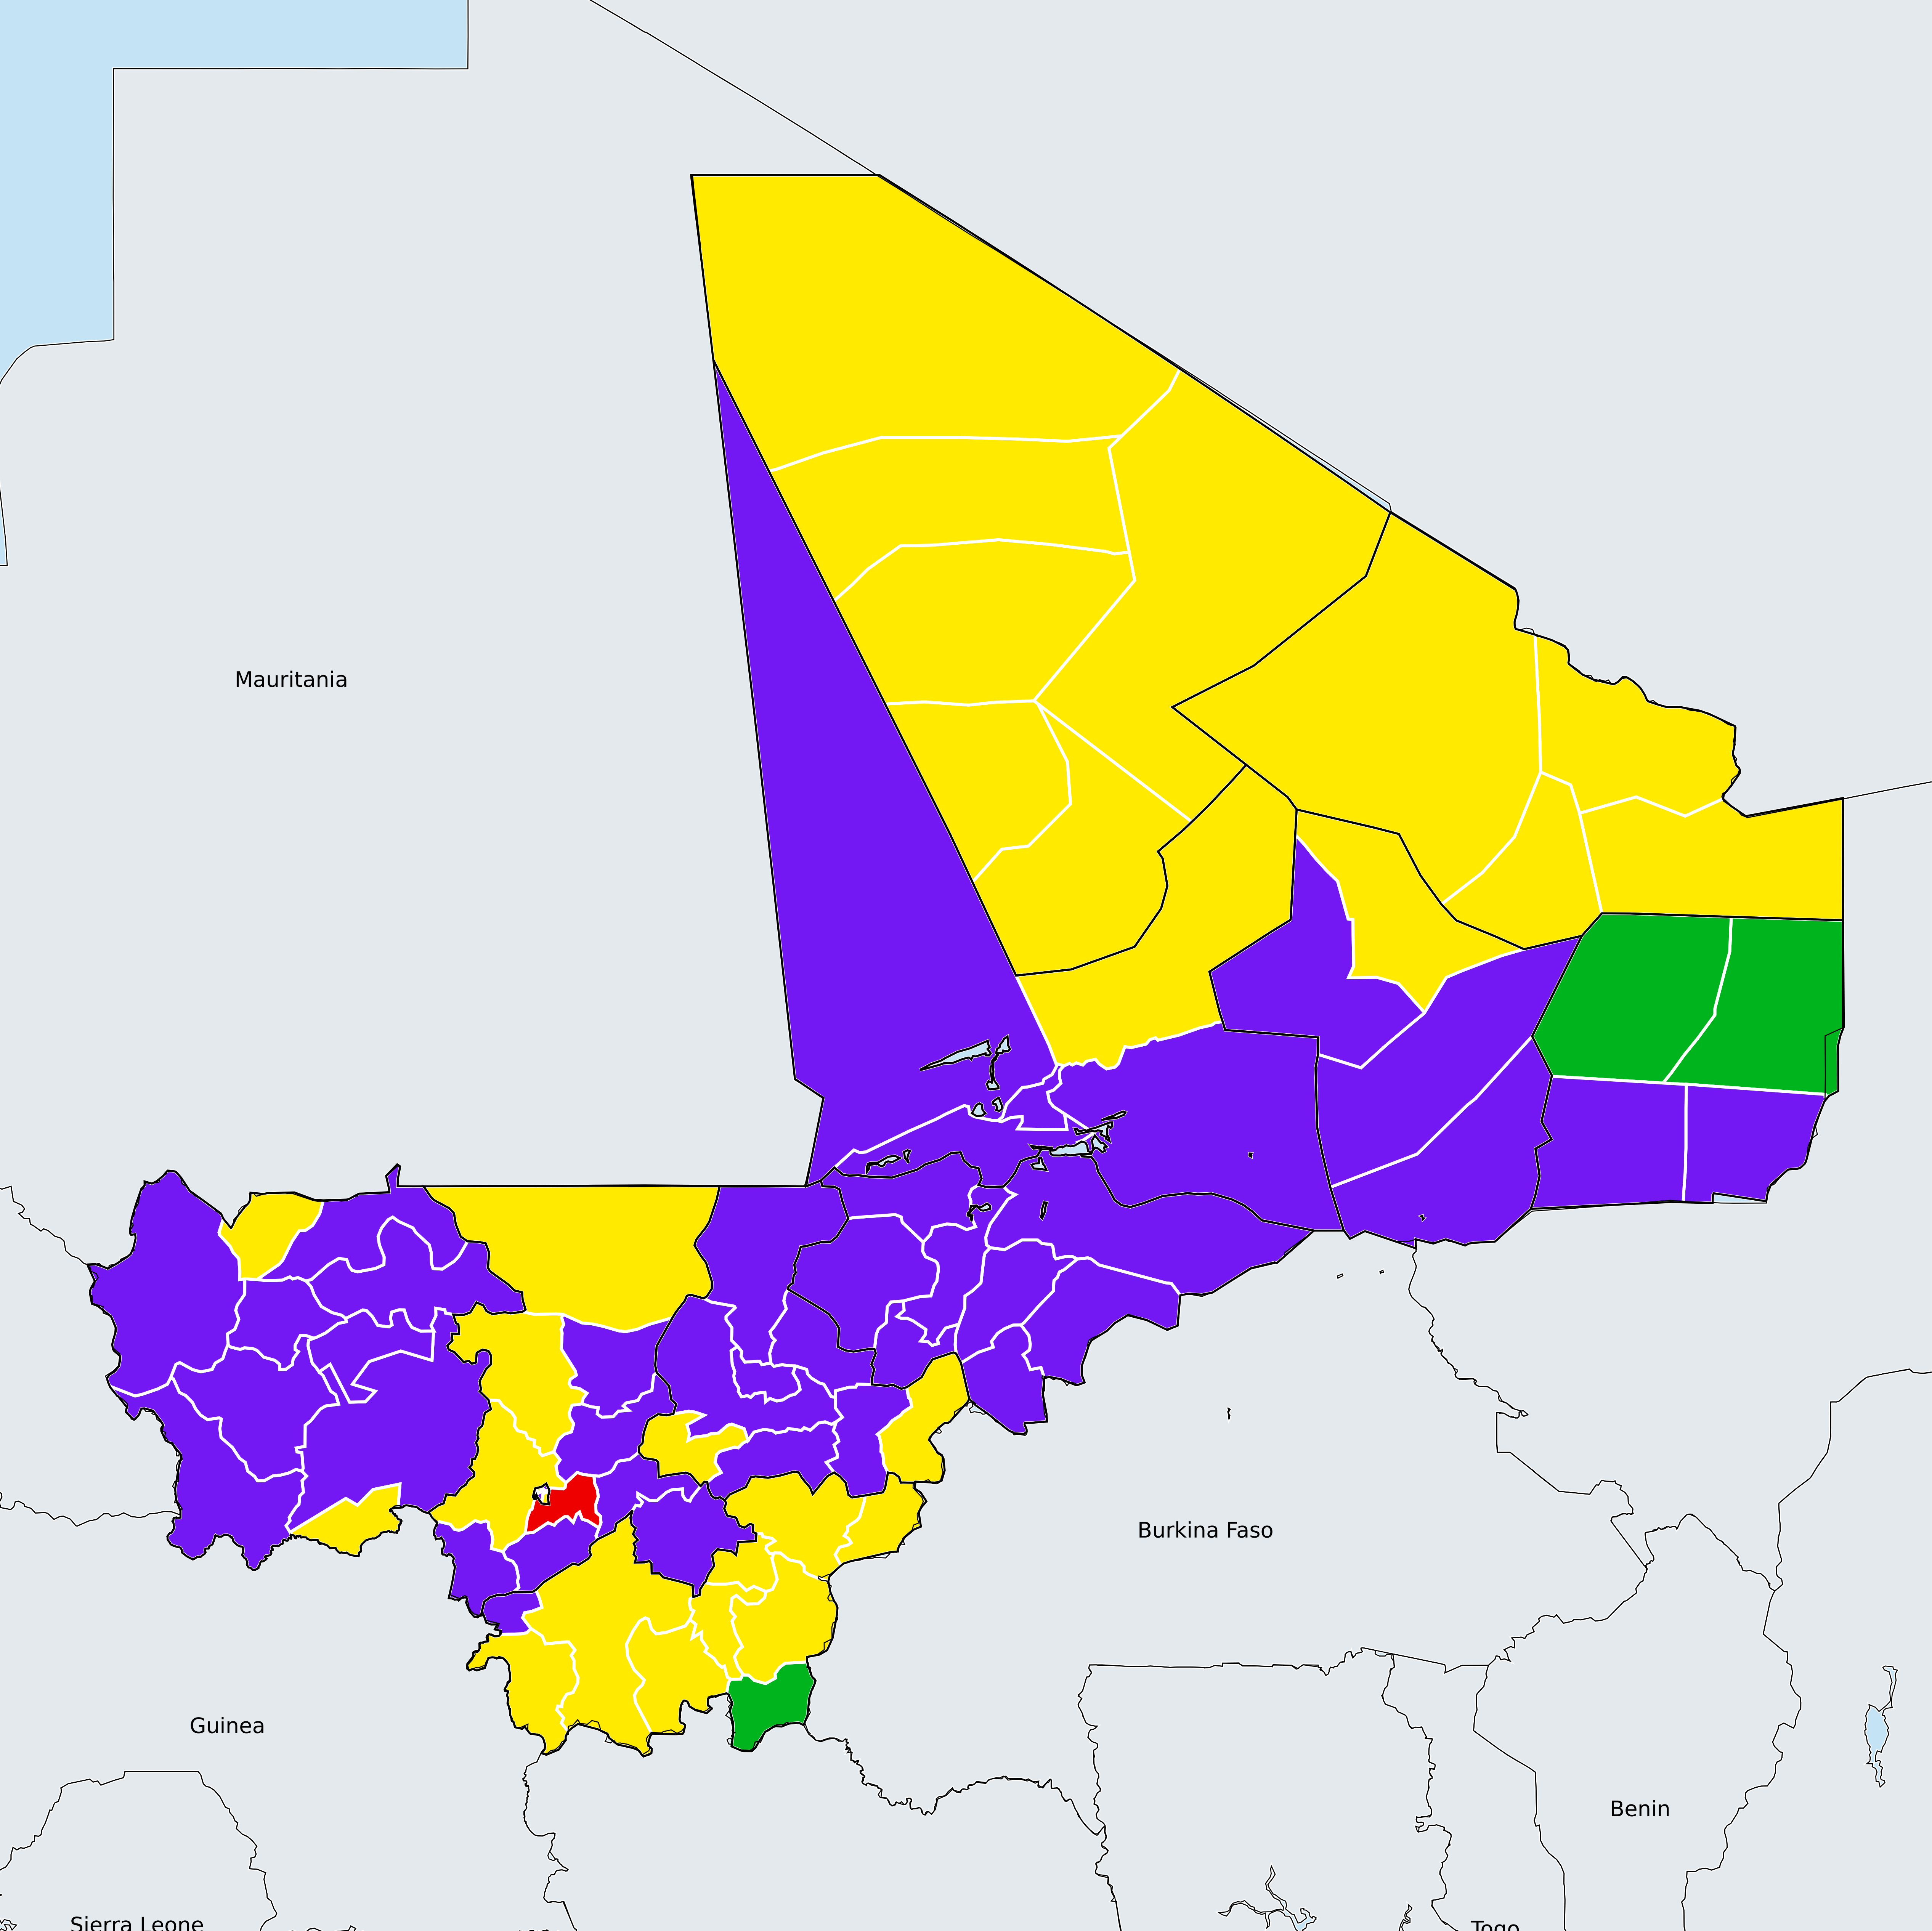 Mauritania
Burkina Faso
Guinea
Benin
Sierra Leone
Togo